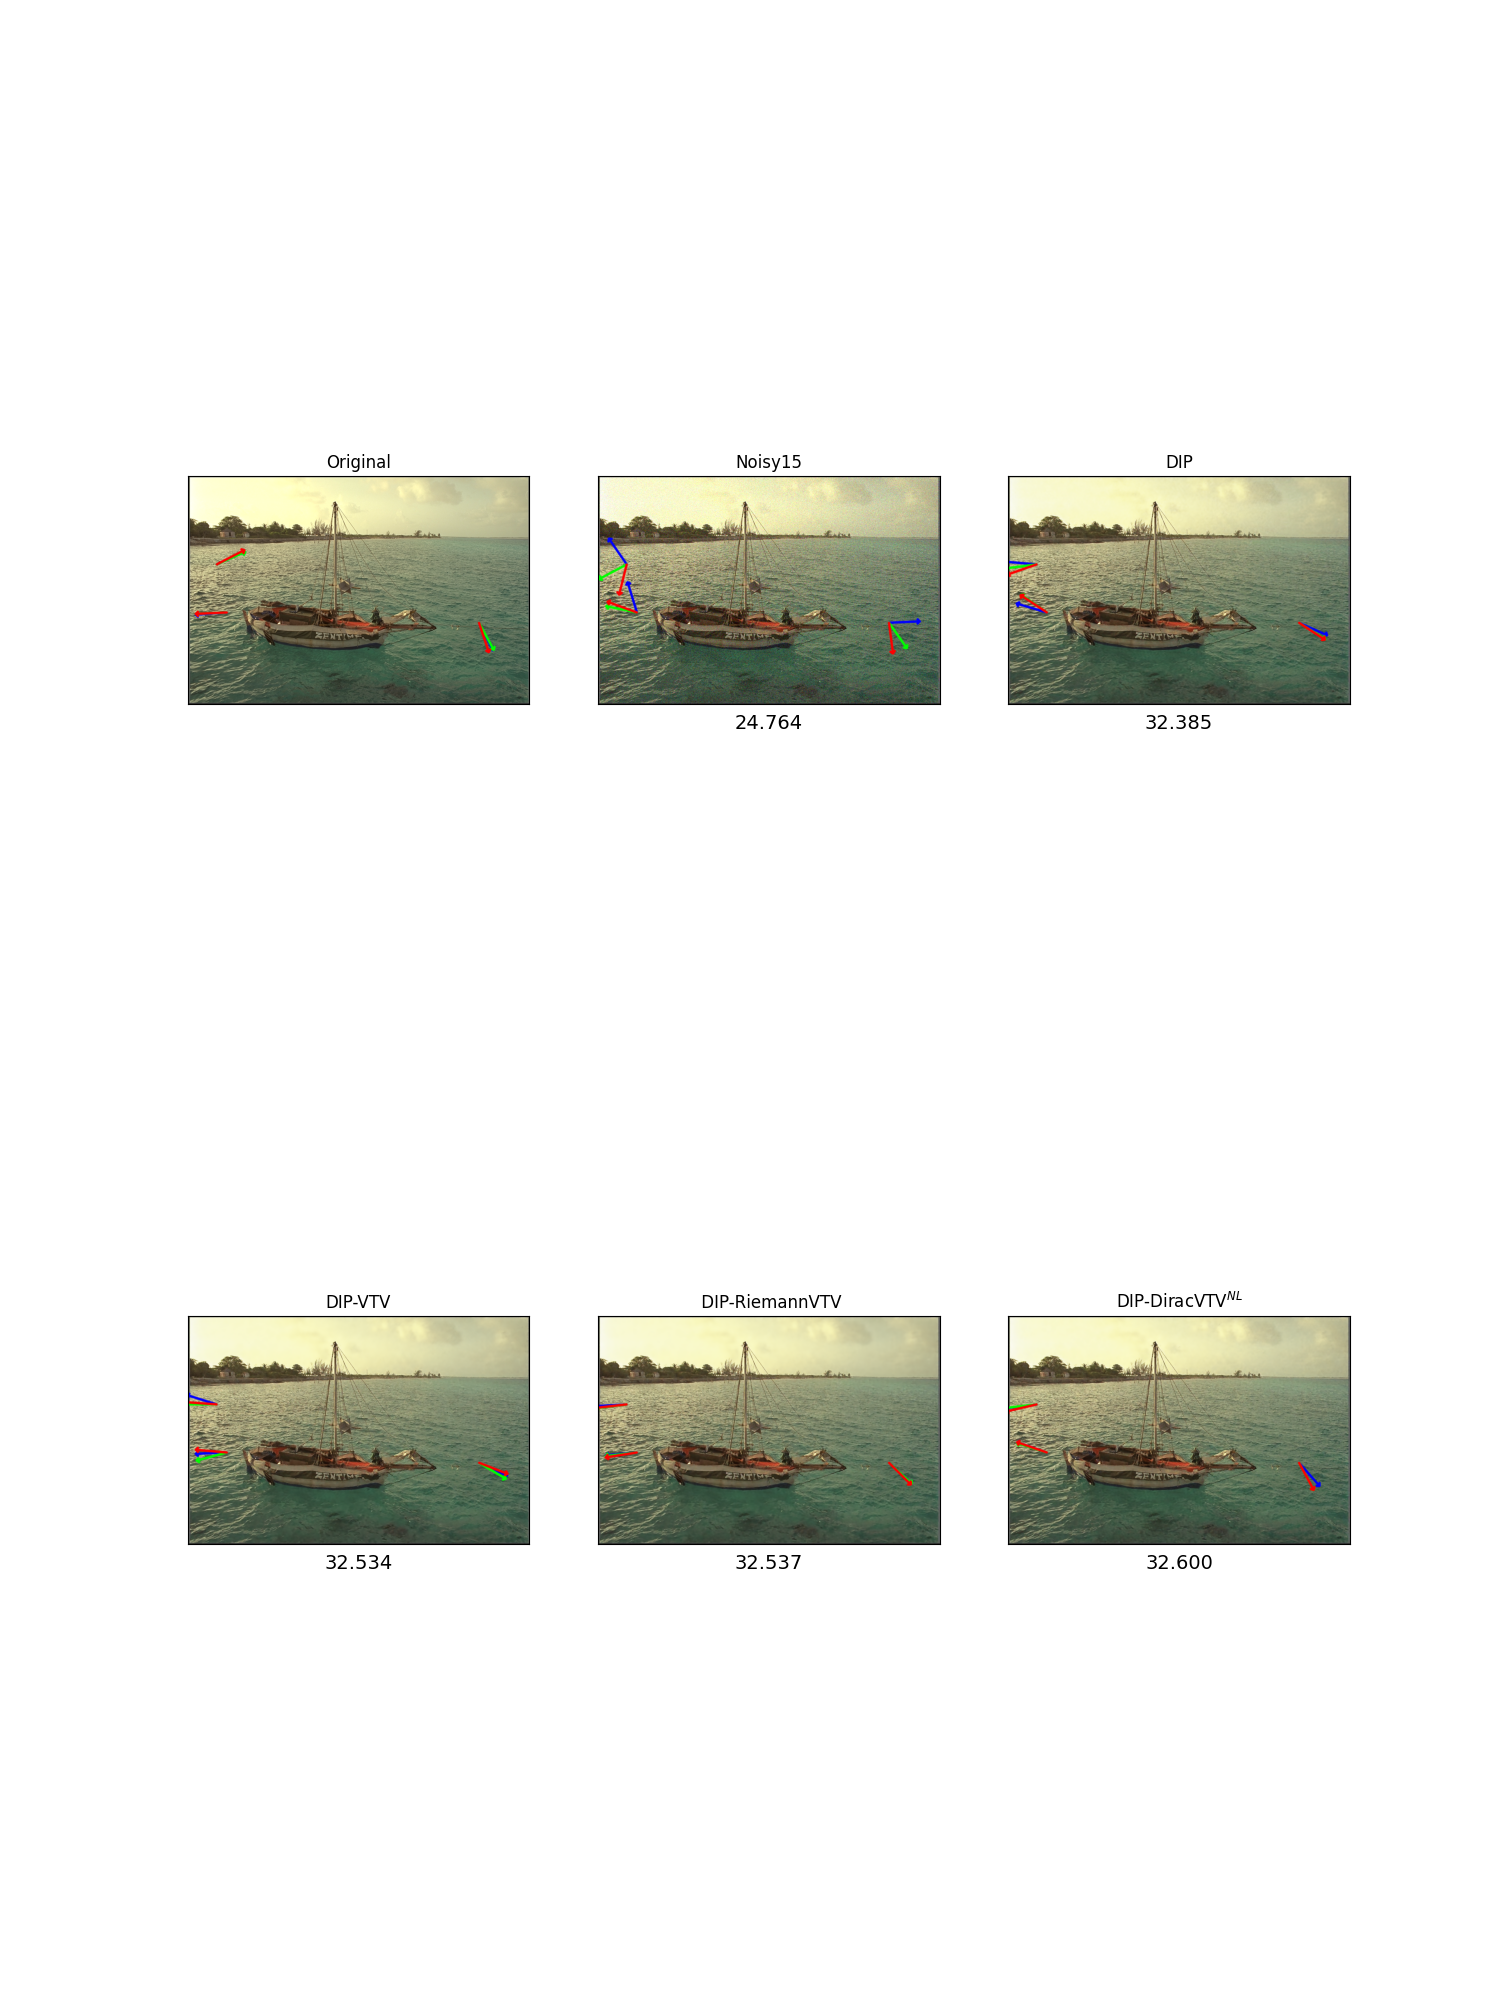 Original
Noisy15
DIP
24.764
32.385
DIP-VTV
DIP-RiemannVTV
DIP-DiracVTV^NL
32.534
32.537
32.600